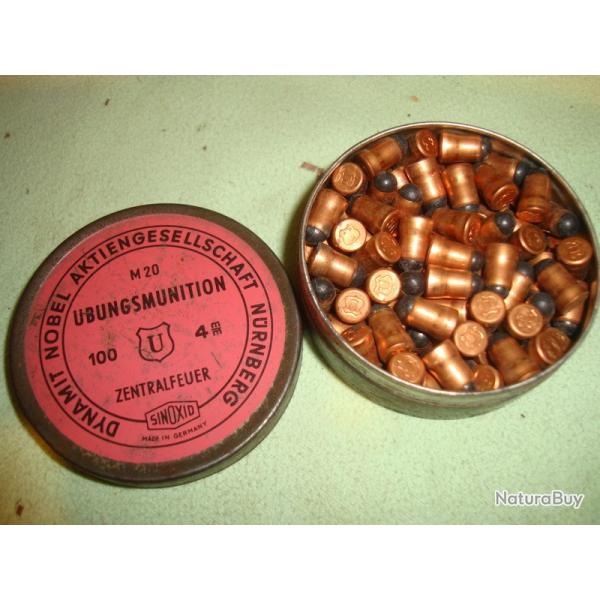 DYNAMIT NOBEL AKTIENGESELLSCHAFT NÜRNBERG
M 20
ÜBUNGSMUNITION
100 U 4 mm
ZENTRALFEUER
SINOXID
MADE IN GERMANY
NaturaBuy